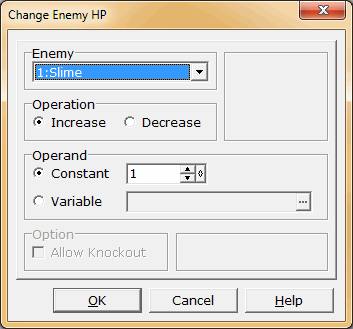 Change Enemy HP
Enemy
1:Slime
Operation
Increase Decrease
Operand
Constant 1
Variable ...
Option
Allow Knockout
OK Cancel Help